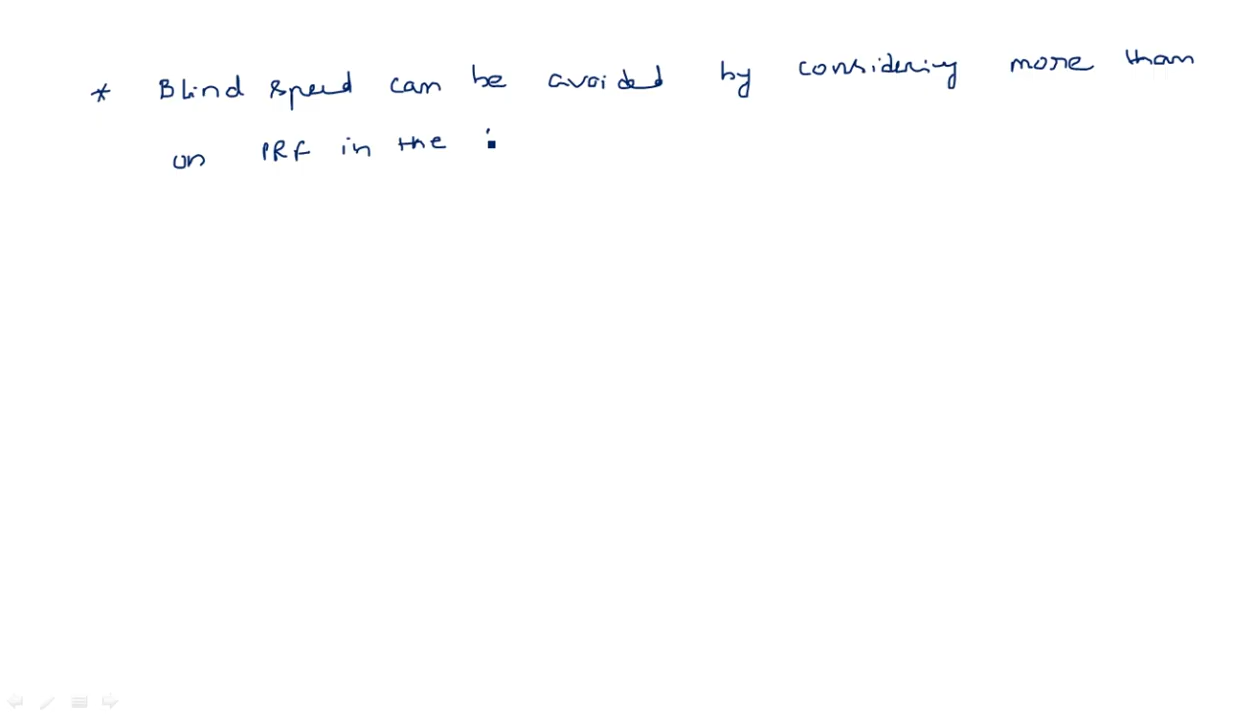 * Blind speed can be avoided by considering more than
on PRF in the